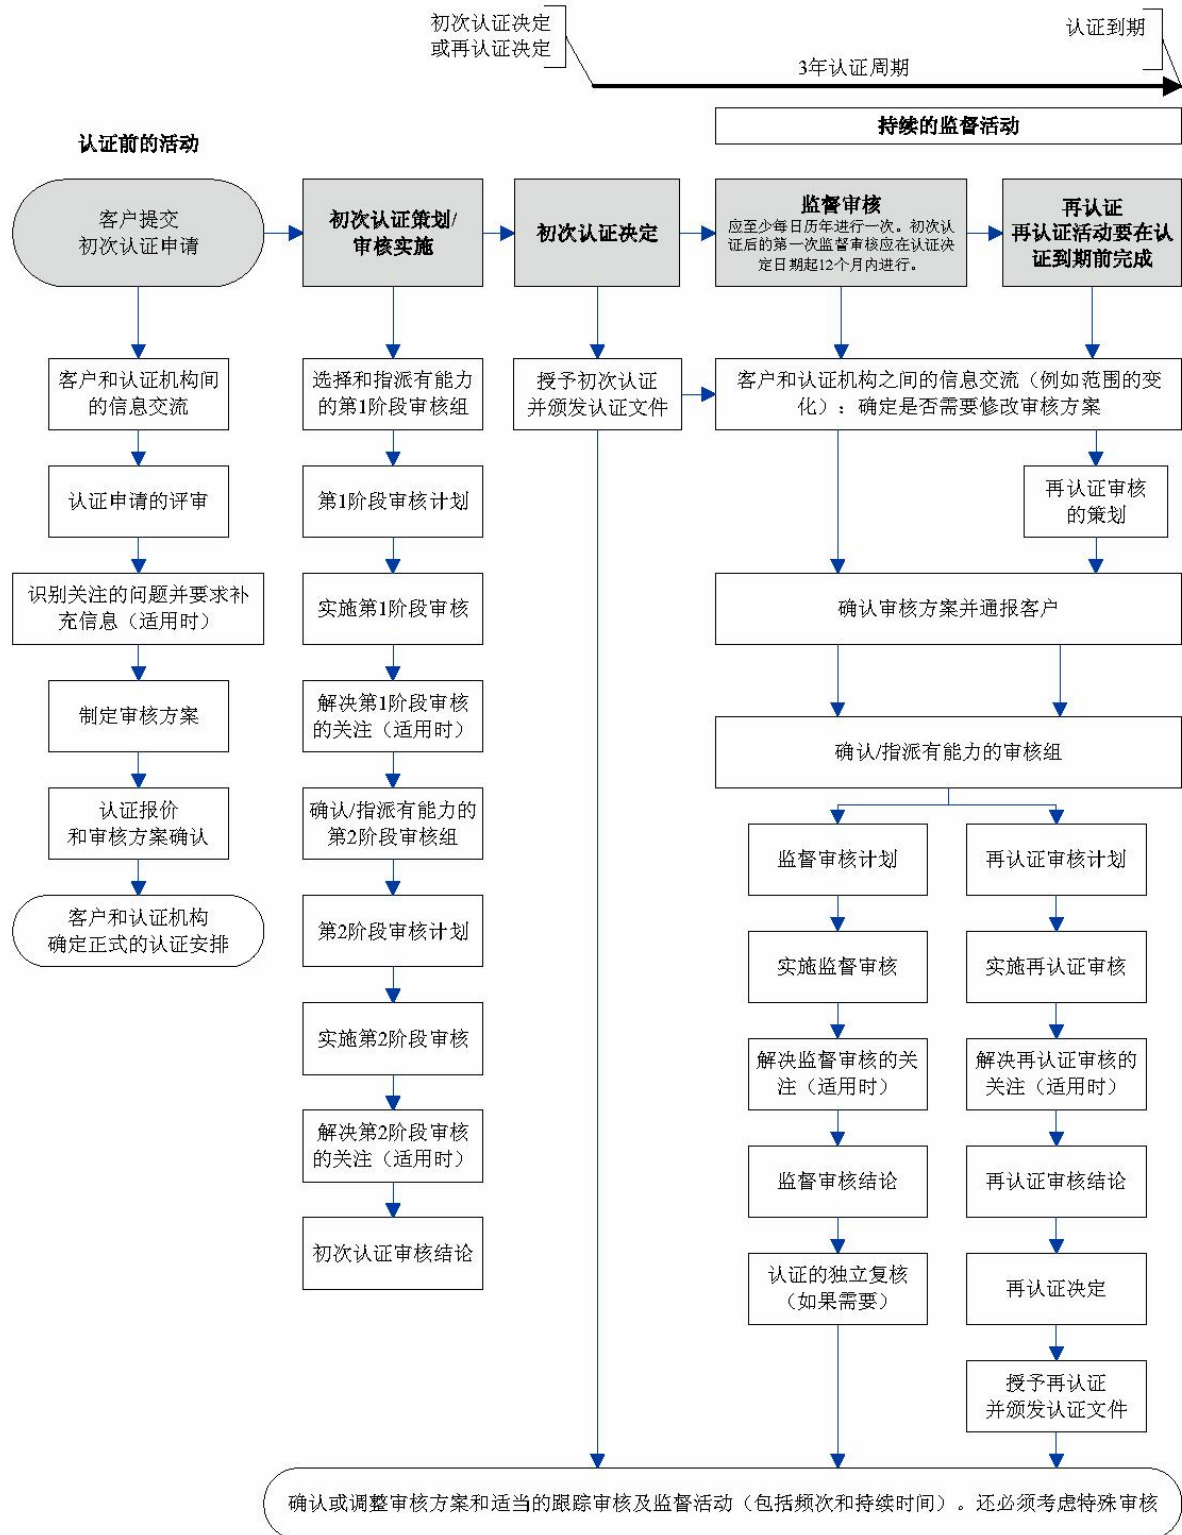 初次认证决定
或再认证决定
认证到期
3年认证周期
持续的监督活动
认证前的活动
客户提交
初次认证申请
初次认证策划/
审核实施
初次认证决定
监督审核
应至少每日历年进行一次。初次认
证后的第一次监督审核应在认证决
定日期起12个月内进行。
再认证
再认证活动要在认
证到期前完成
客户和认证机构间
的信息交流
认证申请的评审
识别关注的问题并要求补
充信息（适用时）
制定审核方案
认证报价
和审核方案确认
客户和认证机构
确定正式的认证安排
选择和指派有能力
的第1阶段审核组
第1阶段审核计划
实施第1阶段审核
解决第1阶段审核
的关注（适用时）
确认/指派有能力的
第2阶段审核组
第2阶段审核计划
实施第2阶段审核
解决第2阶段审核
的关注（适用时）
初次认证审核结论
授予初次认证
并颁发认证文件
客户和认证机构之间的信息交流（例如范围的变
化）：确定是否需要修改审核方案
再认证审核
的策划
确认审核方案并通报客户
确认/指派有能力的审核组
监督审核计划
实施监督审核
解决监督审核的关
注（适用时）
监督审核结论
认证的独立复核
（如果需要）
再认证审核计划
实施再认证审核
解决再认证审核的
关注（适用时）
再认证审核结论
再认证决定
授予再认证
并颁发认证文件
确认或调整审核方案和适当的跟踪审核及监督活动（包括频次和持续时间）。还必须考虑特殊审核